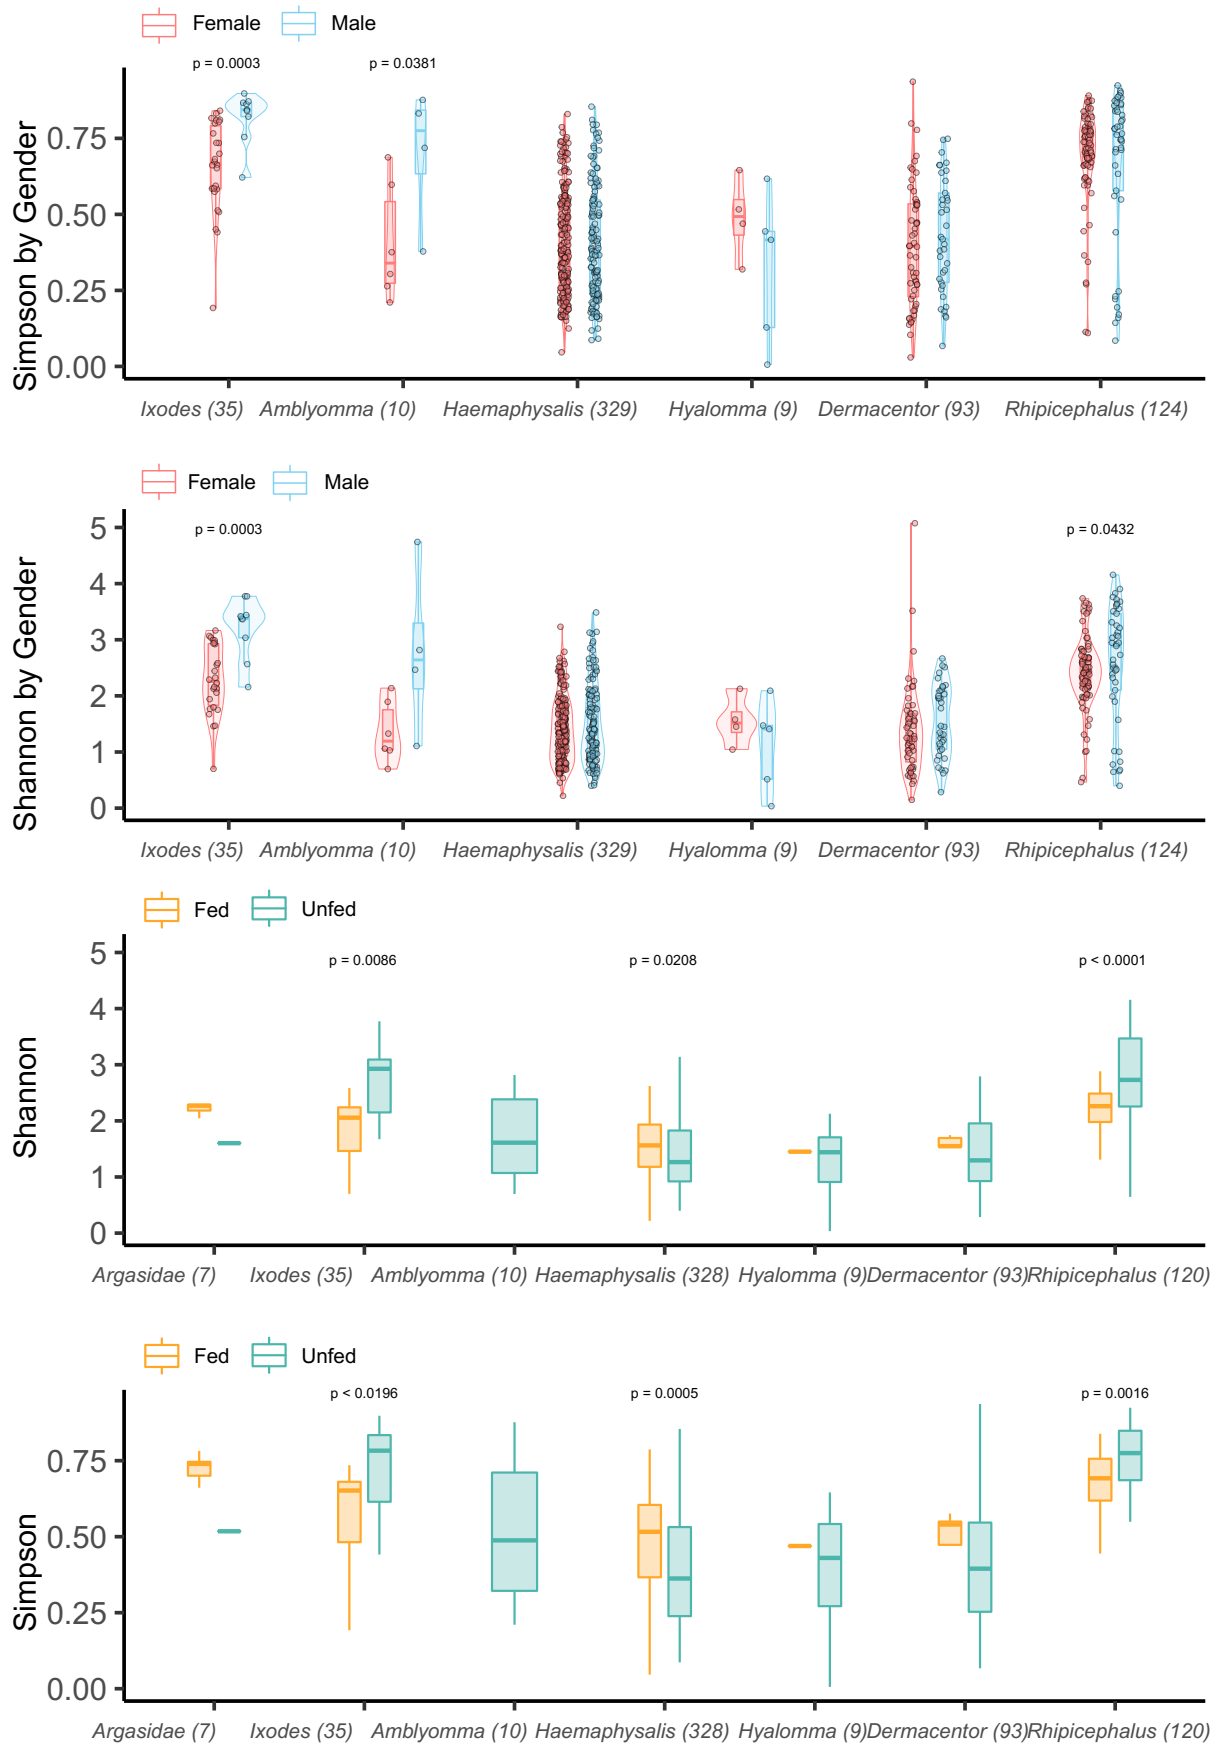 Female Male
p = 0.0003 p = 0.0381
Simpson by Gender
0.75
0.50
0.25
0.00
Ixodes (35) Amblyomma (10) Haemaphysalis (329) Hyalomma (9) Dermacentor (93) Rhipicephalus (124)
Female Male
p = 0.0003 p = 0.0432
Shannon by Gender
5
4
3
2
1
0
Ixodes (35) Amblyomma (10) Haemaphysalis (329) Hyalomma (9) Dermacentor (93) Rhipicephalus (124)
Fed Unfed
p = 0.0086 p = 0.0208 p < 0.0001
Shannon
5
4
3
2
1
0
Argasidae (7) Ixodes (35) Amblyomma (10) Haemaphysalis (328) Hyalomma (9) Dermacentor (93) Rhipicephalus (120)
Fed Unfed
p < 0.0196 p = 0.0005 p = 0.0016
Simpson
0.75
0.50
0.25
0.00
Argasidae (7) Ixodes (35) Amblyomma (10) Haemaphysalis (328) Hyalomma (9) Dermacentor (93) Rhipicephalus (120)